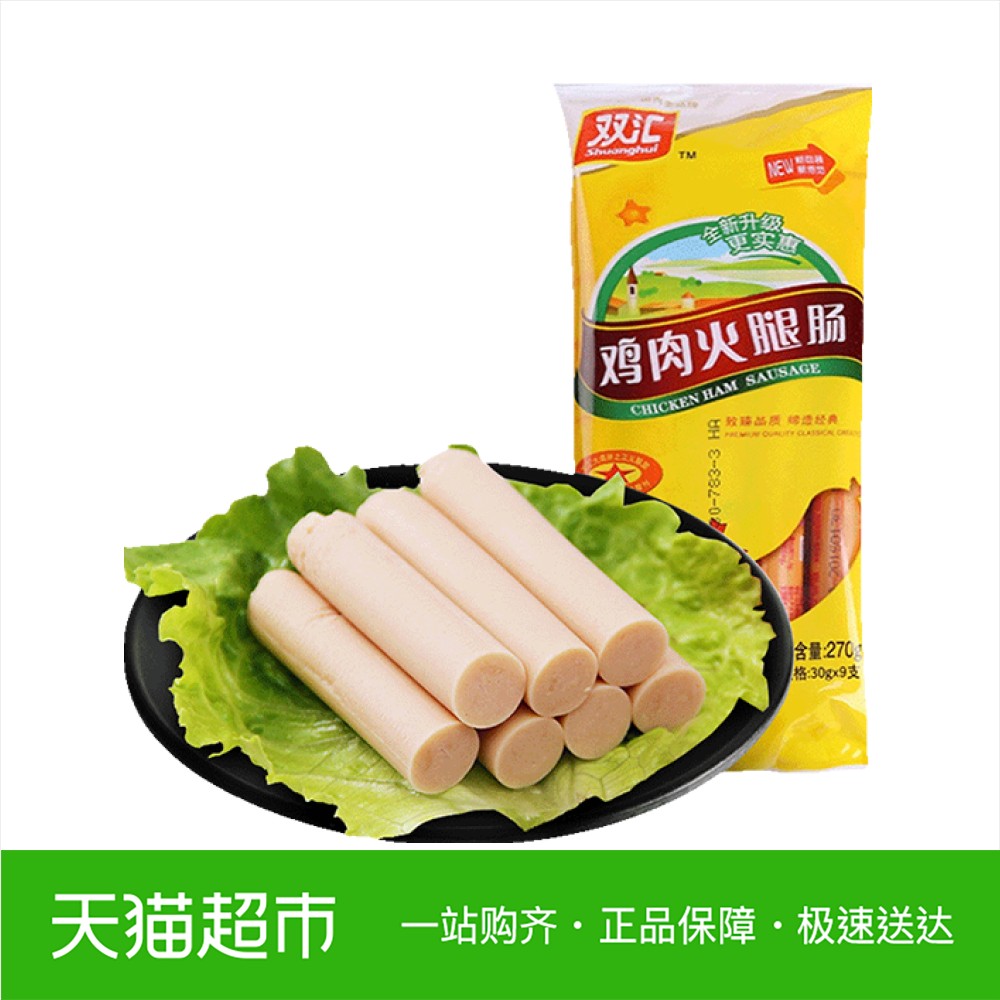 双汇
Shuanghui
TM
NEW
全新升级
更实惠
鸡肉火腿肠
CHICKEN HAM SAUSAGE
致臻品质 缔造经典
PREMIUM QUALITY CLASSICAL
含量:270g
格:30gx9支
天猫超市 一站购齐·正品保障·极速送达